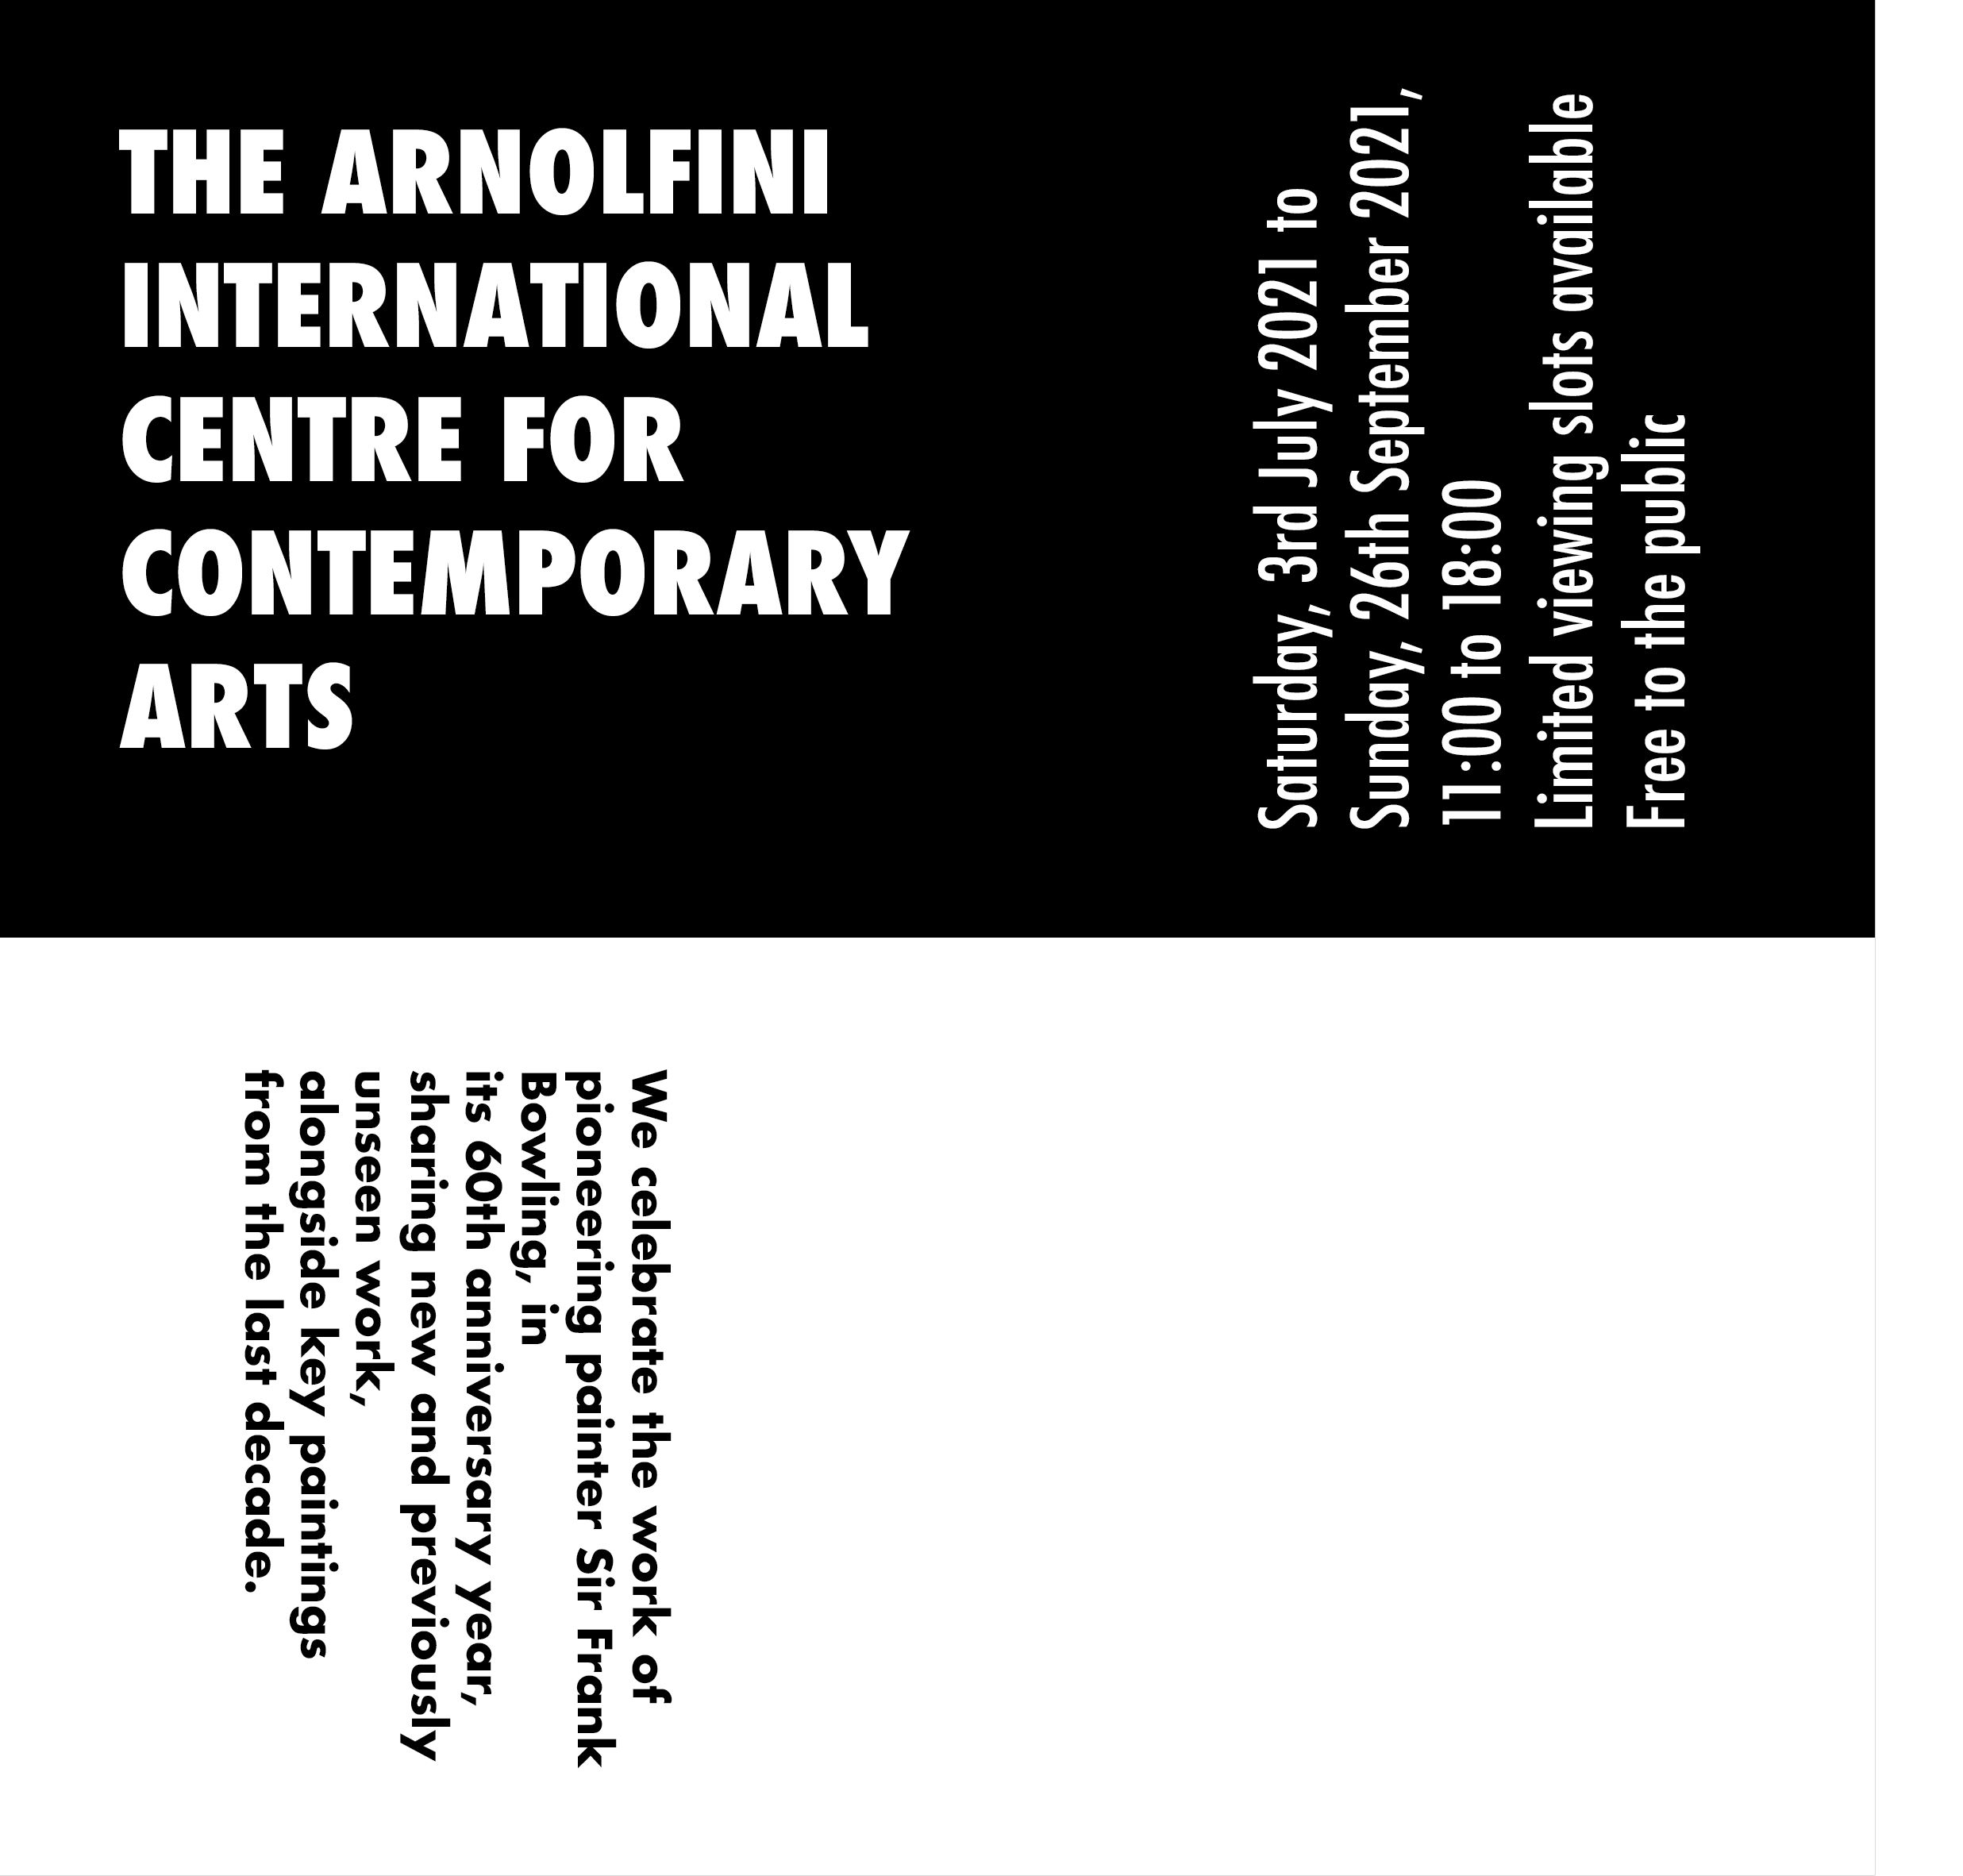 THE ARNOLFINI
INTERNATIONAL
CENTRE FOR
CONTEMPORARY
ARTS
Saturday, 3rd July 2021 to
Sunday, 26th September 2021,
11:00 to 18:00
Limited viewing slots available
Free to the public
We celebrate the work of
pioneering painter Sir Frank
Bowling, in
its 60th anniversary year,
sharing new and previously
unseen work,
alongside key paintings
from the last decade.